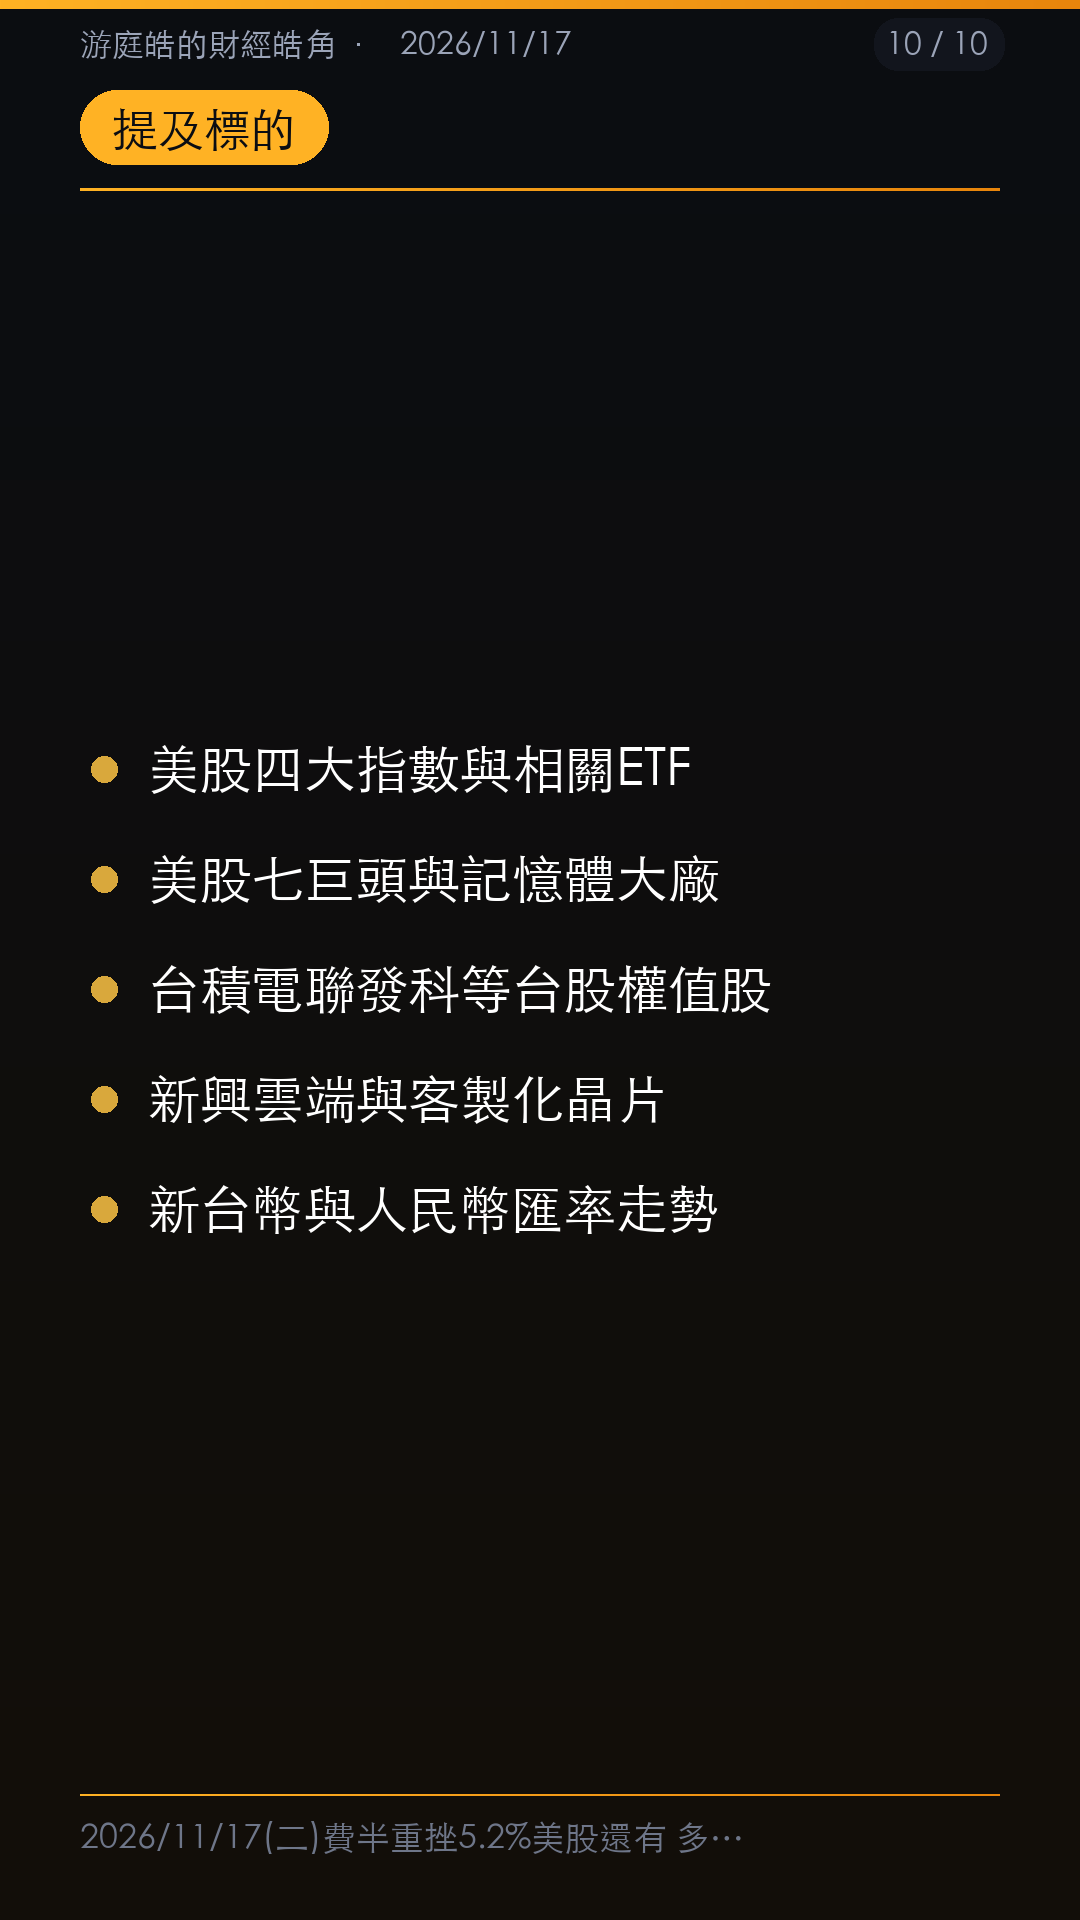 游庭皓的財經皓角 · 2026/11/17
10 / 10
提及標的
美股四大指數與相關ETF
美股七巨頭與記憶體大廠
台積電聯發科等台股權值股
新興雲端與客製化晶片
新台幣與人民幣匯率走勢
2026/11/17(二)費半重挫5.2%美股還有 多⋯